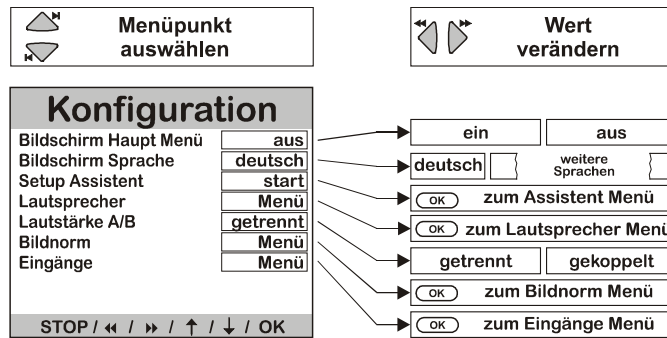 Menüpunkt
auswählen
Wert
verändern
Konfiguration
Bildschirm Haupt Menü aus
Bildschirm Sprache deutsch
Setup Assistent start
Lautsprecher Menü
Lautstärke A/B getrennt
Bildnorm Menü
Eingänge Menü
STOP / ◀◀ / ▶▶ / ↑ / ↓ / OK
ein aus
deutsch weitere
Sprachen
OK zum Assistent Menü
OK zum Lautsprecher Menü
getrennt gekoppelt
OK zum Bildnorm Menü
OK zum Eingänge Menü